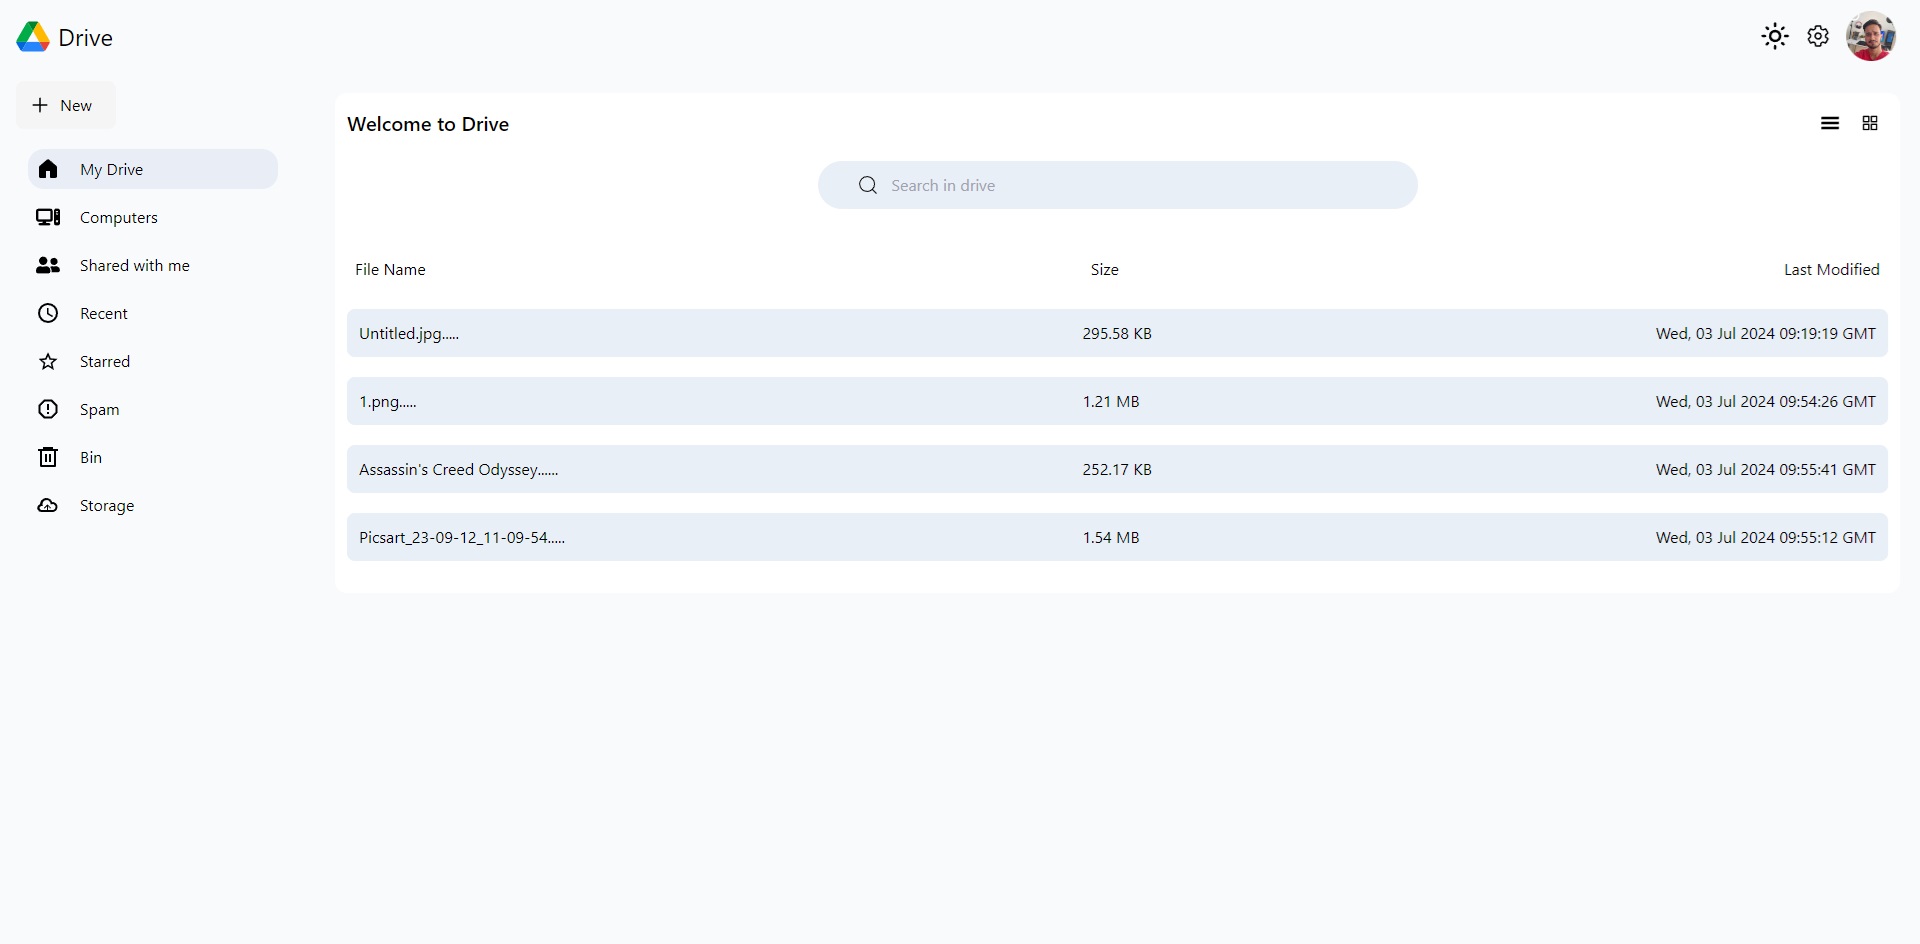 Drive
New
My Drive
Computers
Shared with me
Recent
Starred
Spam
Bin
Storage
Welcome to Drive
Search in drive
File Name Size Last Modified
Untitled.jpg..... 295.58 KB Wed, 03 Jul 2024 09:19:19 GMT
1.png..... 1.21 MB Wed, 03 Jul 2024 09:54:26 GMT
Assassin's Creed Odyssey...... 252.17 KB Wed, 03 Jul 2024 09:55:41 GMT
Picsart_23-09-12_11-09-54..... 1.54 MB Wed, 03 Jul 2024 09:55:12 GMT